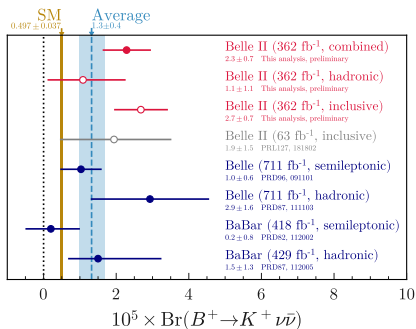 SM Average
0.497 ±0.037 1.3±0.4
Belle II (362 fb⁻¹, combined)
2.3±0.7 This analysis, preliminary
Belle II (362 fb⁻¹, hadronic)
1.1±1.1 This analysis, preliminary
Belle II (362 fb⁻¹, inclusive)
2.7±0.7 This analysis, preliminary
Belle II (63 fb⁻¹, inclusive)
1.9±1.5 PRL127, 181802
Belle (711 fb⁻¹, semileptonic)
1.0±0.6 PRD96, 091101
Belle (711 fb⁻¹, hadronic)
2.9±1.6 PRD87, 111103
BaBar (418 fb⁻¹, semileptonic)
0.2±0.8 PRD82, 112002
BaBar (429 fb⁻¹, hadronic)
1.5±1.3 PRD87, 112005
0 2 4 6 8 10
10⁵ × Br(B⁺→K⁺νν̄)